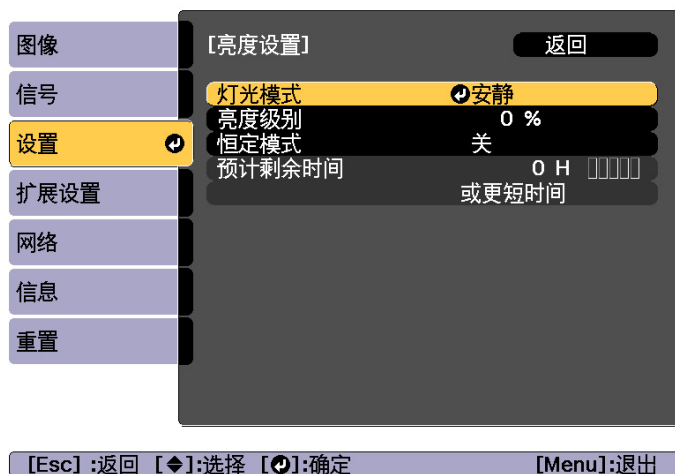 图像
信号
设置
扩展设置
网络
信息
重置
[亮度设置] 返回
灯光模式 安静
亮度级别 0 %
恒定模式 关
预计剩余时间 0 H
或更短时间
[Esc] :返回 [◆]:选择 [↵]:确定 [Menu]:退出